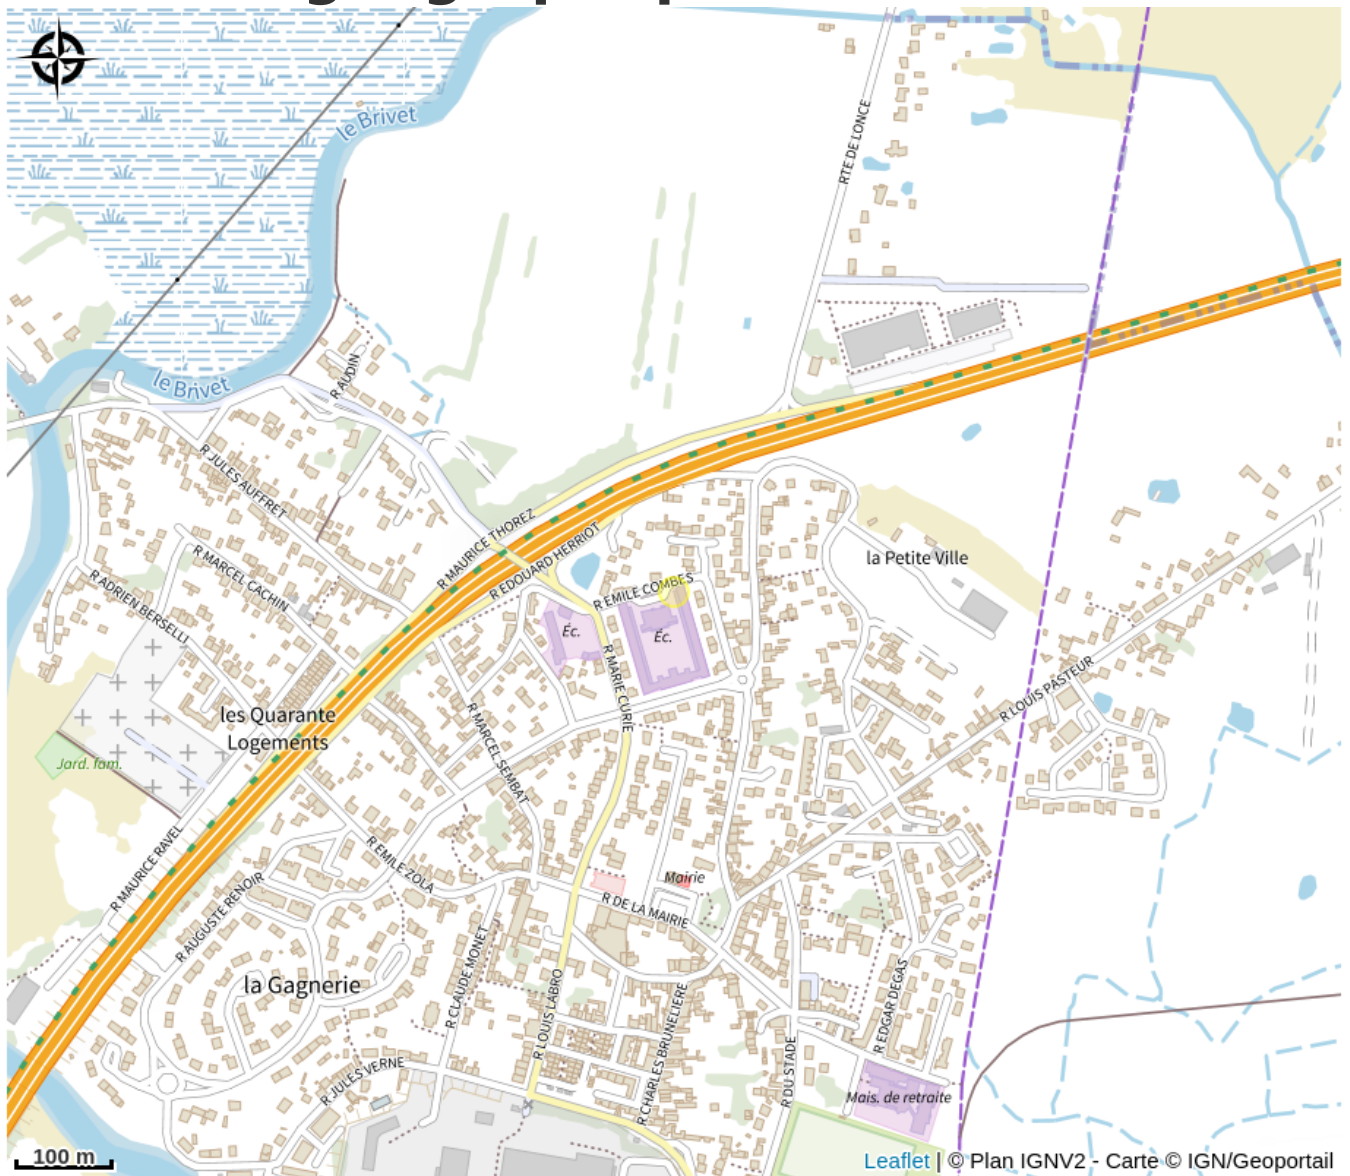 le Brivet
RTE DE LONCE
le Brivet
R AUDIN
R JULES AUFFRET
R MAURICE THOREZ
R EDOUARD HERRIOT
R MARCEL CACHIN
R ADRIEN BERSELLI
R EMILE COMBES
la Petite Ville
Éc.
Éc.
R MARIE CURIE
R LOUIS PASTEUR
les Quarante
Logements
R MARCEL SEMBAT
Jard. fam.
R MAURICE RAVEL
R EMILE ZOLA
R AUGUSTE RENOIR
Mairie
R DE LA MAIRIE
la Gagnerie
R CLAUDE MONET
R LOUIS LABRO
R CHARLES BRUNELIERE
R EDGAR DEGAS
R DU STADE
R JULES VERNE
Mais. de retraite
100 m
Leaflet | © Plan IGNV2 - Carte © IGN/Geoportail